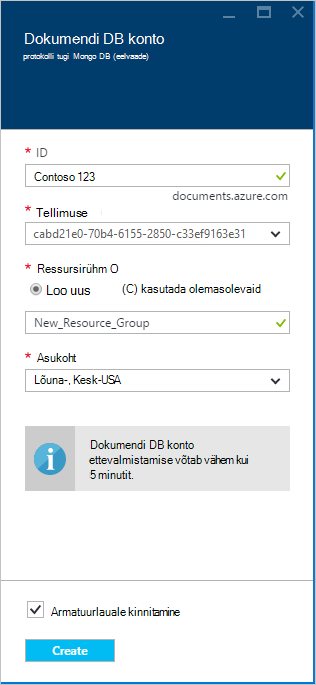 Dokumendi DB konto
protokolli tugi Mongo DB (eelvaade)
* ID
Contoso 123
documents.azure.com
* Tellimuse
cabd21e0-70b4-6155-2850-c33ef9163e31
* Ressursirühm O
Loo uus (C) kasutada olemasolevaid
New_Resource_Group
* Asukoht
Lõuna-, Kesk-USA
Dokumendi DB konto
ettevalmistamise võtab vähem kui
5 minutit.
Armatuurlauale kinnitamine
Create